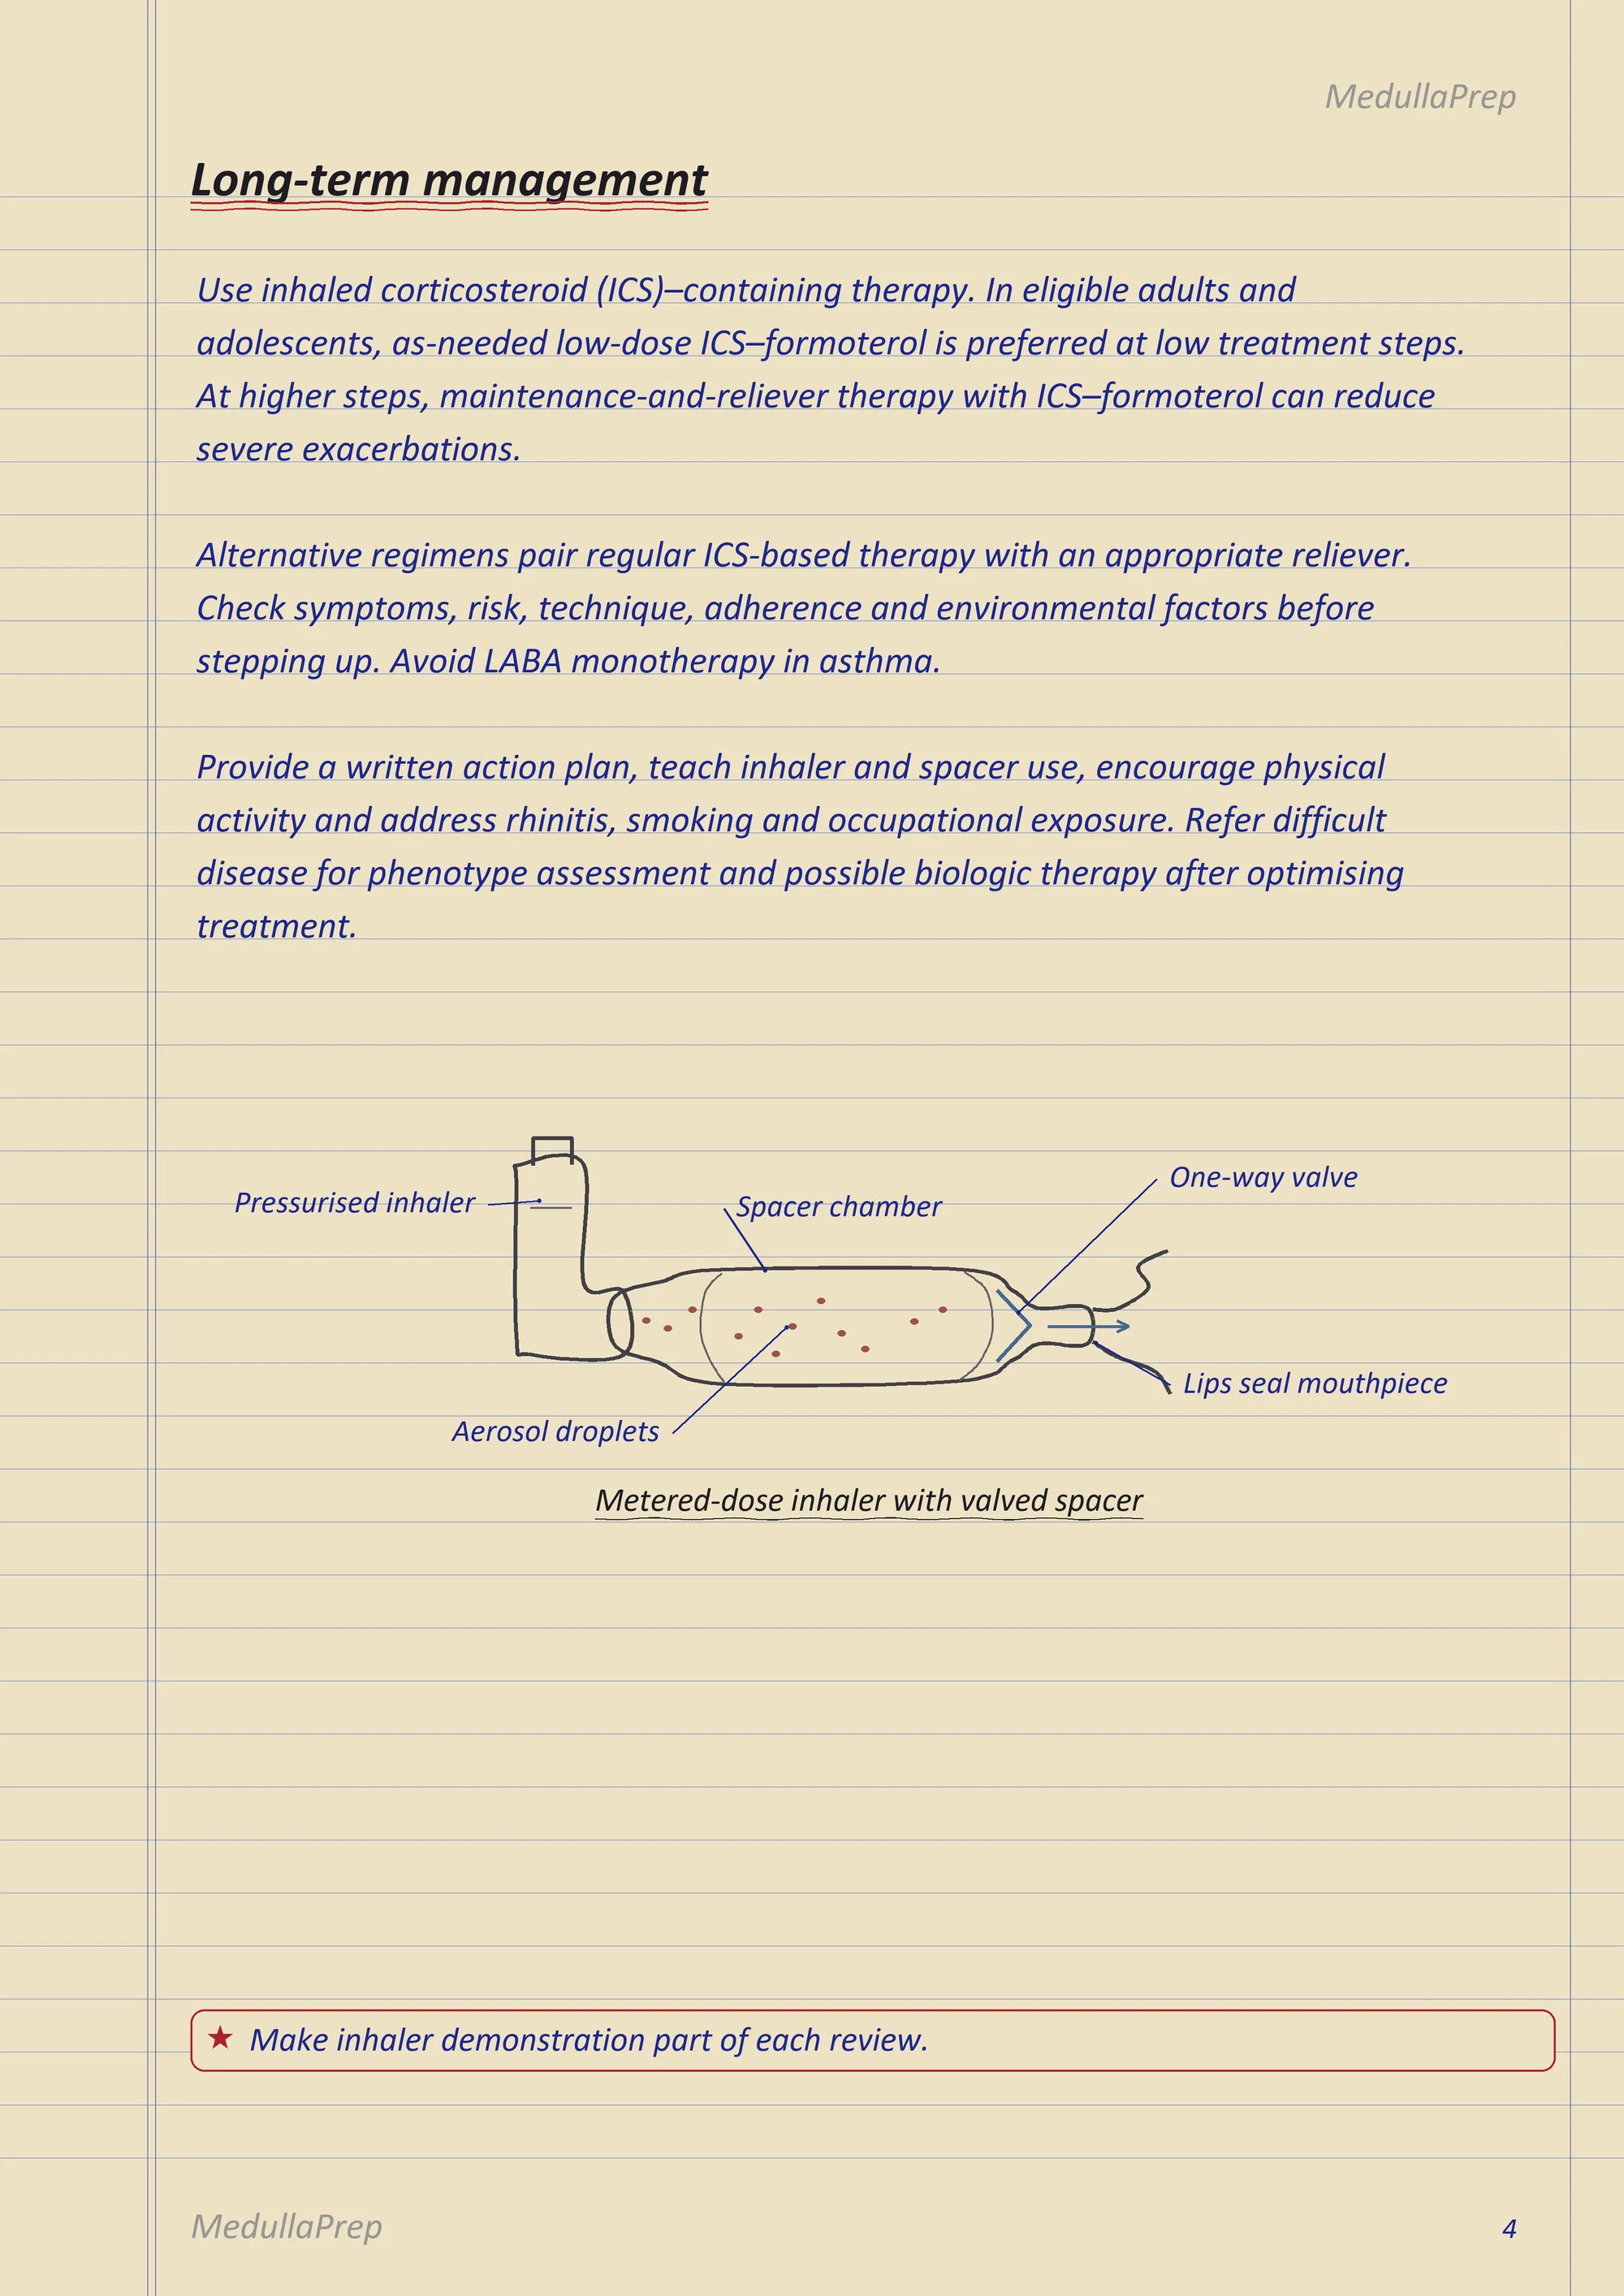 MedullaPrep
Long-term management
Use inhaled corticosteroid (ICS)–containing therapy. In eligible adults and
adolescents, as-needed low-dose ICS–formoterol is preferred at low treatment steps.
At higher steps, maintenance-and-reliever therapy with ICS–formoterol can reduce
severe exacerbations.
Alternative regimens pair regular ICS-based therapy with an appropriate reliever.
Check symptoms, risk, technique, adherence and environmental factors before
stepping up. Avoid LABA monotherapy in asthma.
Provide a written action plan, teach inhaler and spacer use, encourage physical
activity and address rhinitis, smoking and occupational exposure. Refer difficult
disease for phenotype assessment and possible biologic therapy after optimising
treatment.
One-way valve
Pressurised inhaler
Spacer chamber
Lips seal mouthpiece
Aerosol droplets
Metered-dose inhaler with valved spacer
★ Make inhaler demonstration part of each review.
MedullaPrep
4